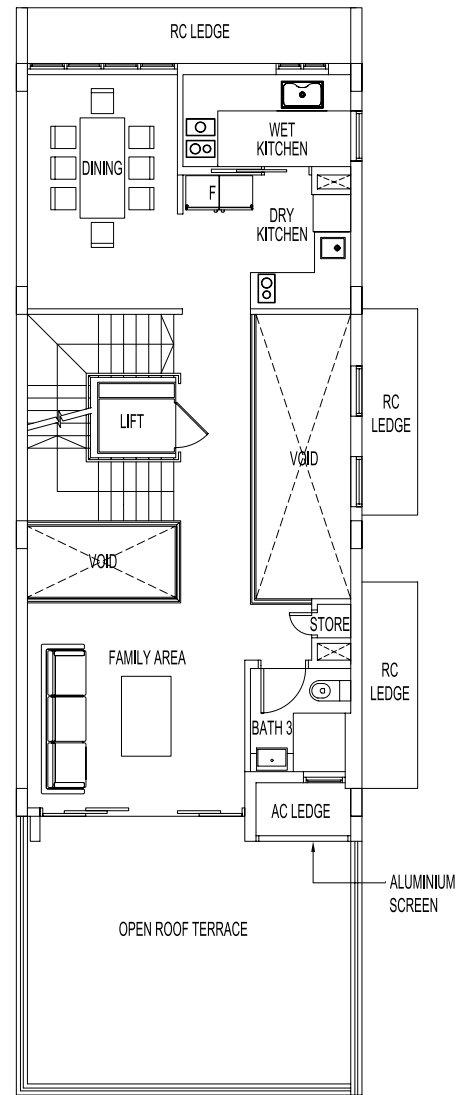 RC LEDGE
WET
KITCHEN
DINING
F
DRY
KITCHEN
LIFT
VOID
RC
LEDGE
VOID
STORE
FAMILY AREA
RC
LEDGE
BATH 3
AC LEDGE
ALUMINIUM
SCREEN
OPEN ROOF TERRACE